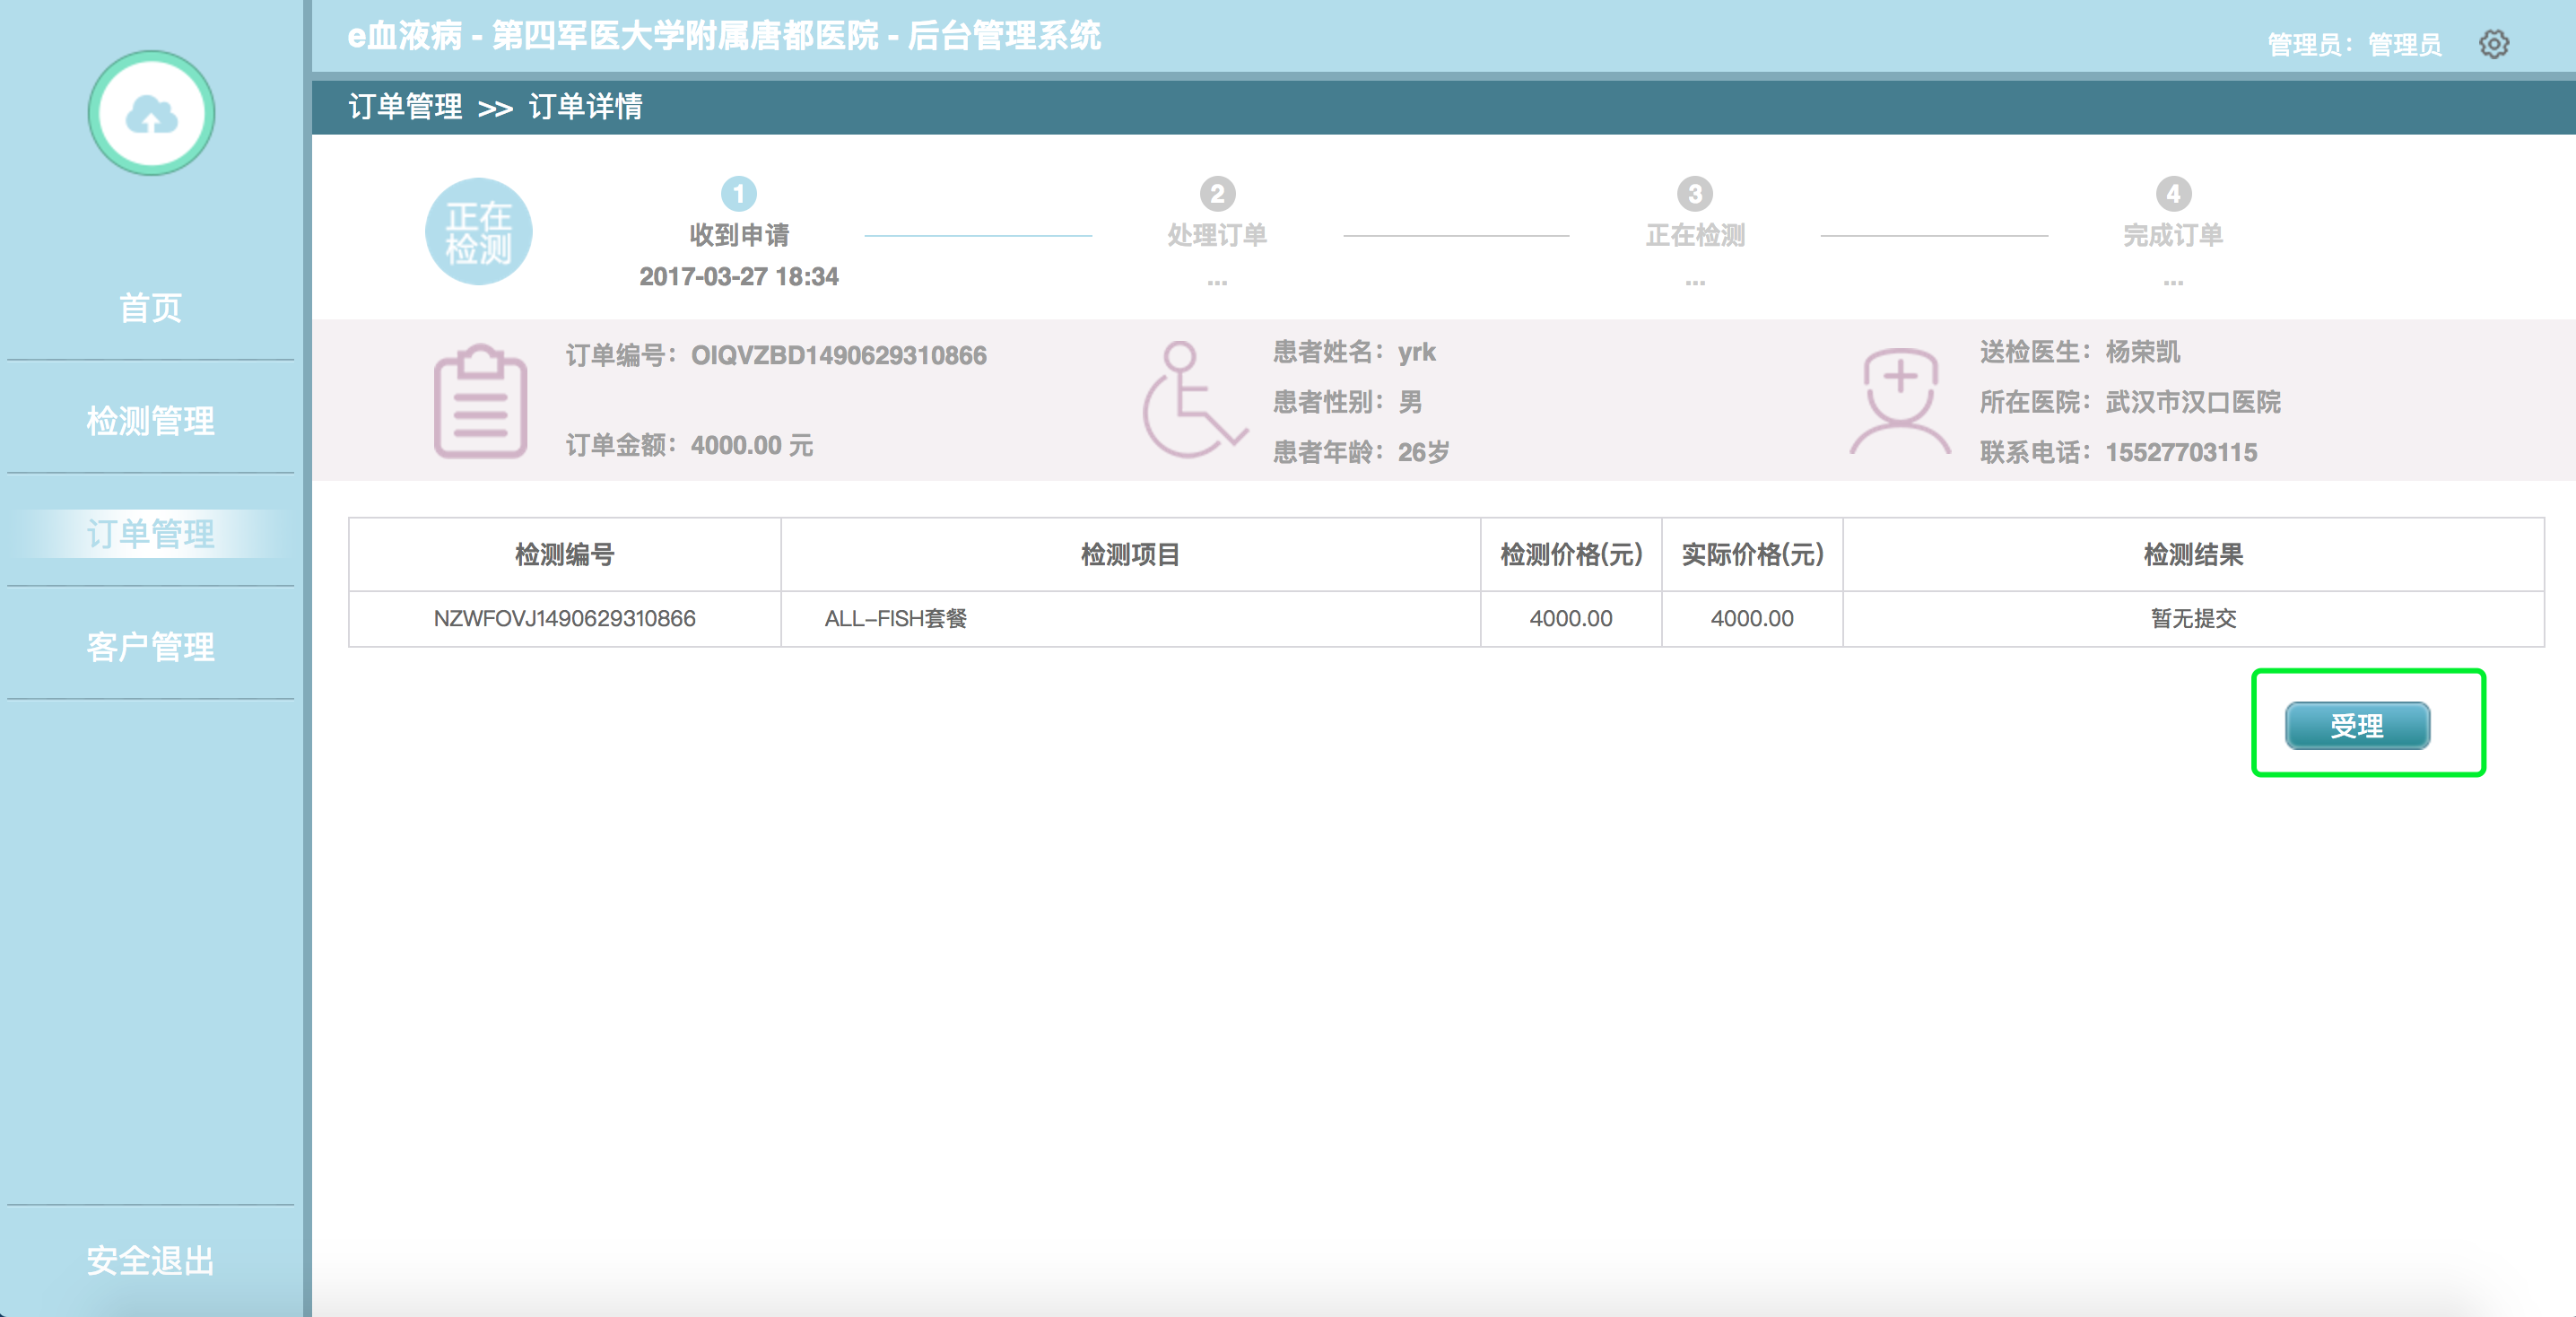 e血液病 - 第四军医大学附属唐都医院 - 后台管理系统
管理员：管理员
订单管理 >> 订单详情
首页
检测管理
订单管理
客户管理
安全退出
正在
检测
1
收到申请
2017-03-27 18:34
2
处理订单
...
3
正在检测
...
4
完成订单
...
订单编号：OIQVZBD1490629310866
订单金额：4000.00 元
患者姓名：yrk
患者性别：男
患者年龄：26岁
送检医生：杨荣凯
所在医院：武汉市汉口医院
联系电话：15527703115
检测编号 检测项目 检测价格(元) 实际价格(元) 检测结果
NZWFOVJ1490629310866 ALL-FISH套餐 4000.00 4000.00 暂无提交
受理